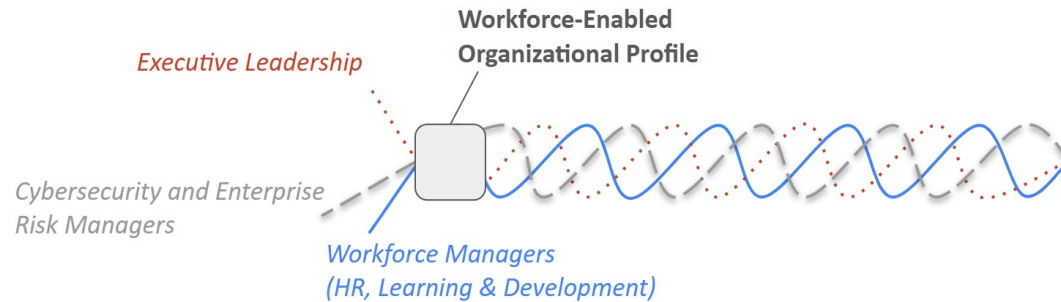 Workforce-Enabled
Organizational Profile
Executive Leadership
Cybersecurity and Enterprise
Risk Managers
Workforce Managers
(HR, Learning & Development)